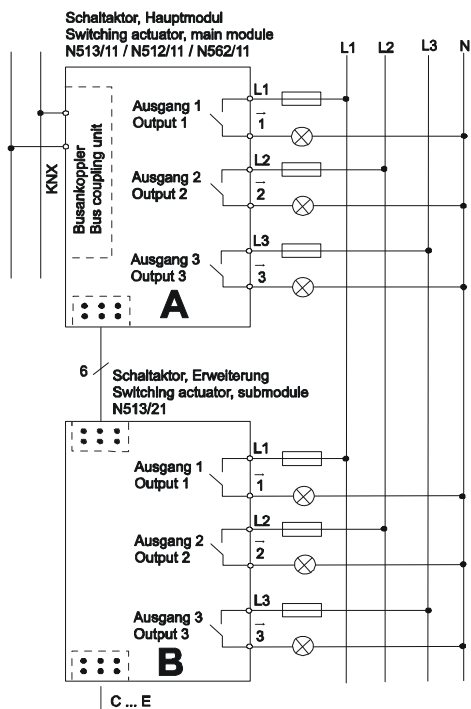 Schaltaktor, Hauptmodul
Switching actuator, main module
N513/11 / N512/11 / N562/11
L1
L2
L3
N
KNX
Busankoppler
Bus coupling unit
Ausgang 1
Output 1
L1
1
Ausgang 2
Output 2
L2
2
Ausgang 3
Output 3
L3
3
A
6
Schaltaktor, Erweiterung
Switching actuator, submodule
N513/21
Ausgang 1
Output 1
L1
1
Ausgang 2
Output 2
L2
2
Ausgang 3
Output 3
L3
3
B
C ... E